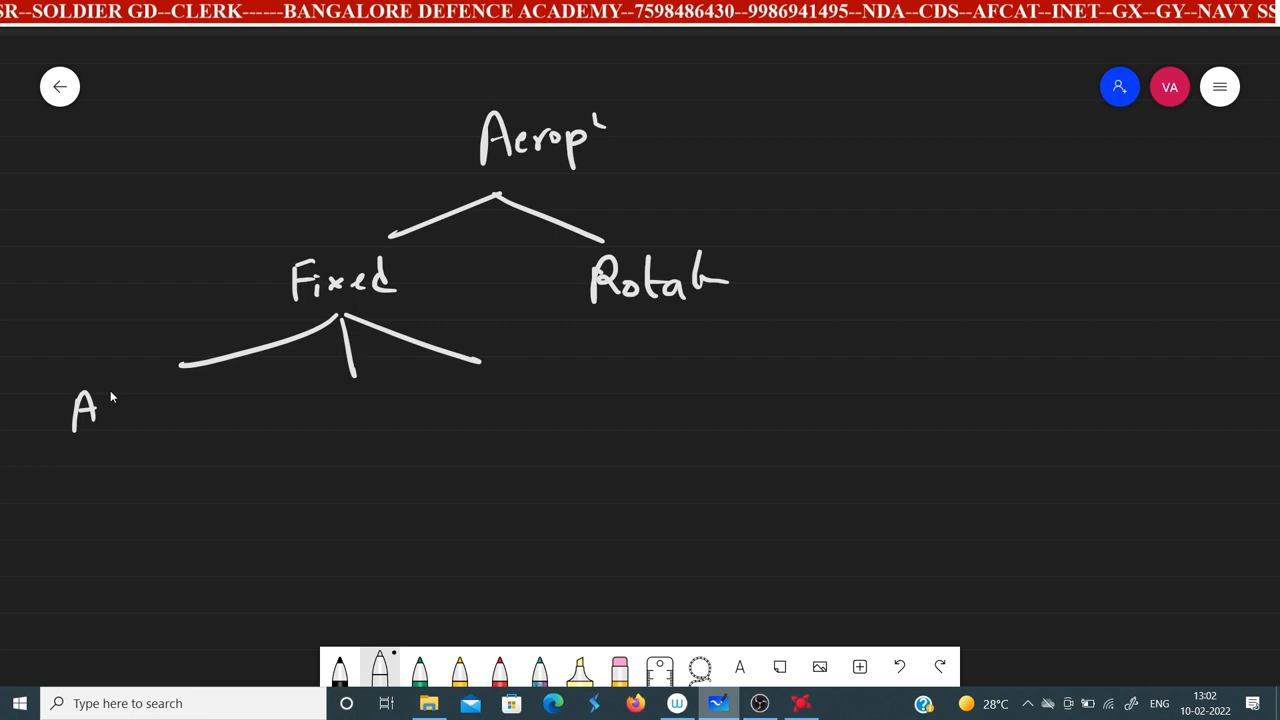 SR--SOLDIER GD--CLERK------BANGALORE DEFENCE ACADEMY--7598486430--9986941495--NDA--CDS--AFCAT--INET--GX--GY--NAVY SS
VA
Aerop
Fixed
Rotat
A
A
Type here to search
28°C
ENG
13:02
10-02-2022